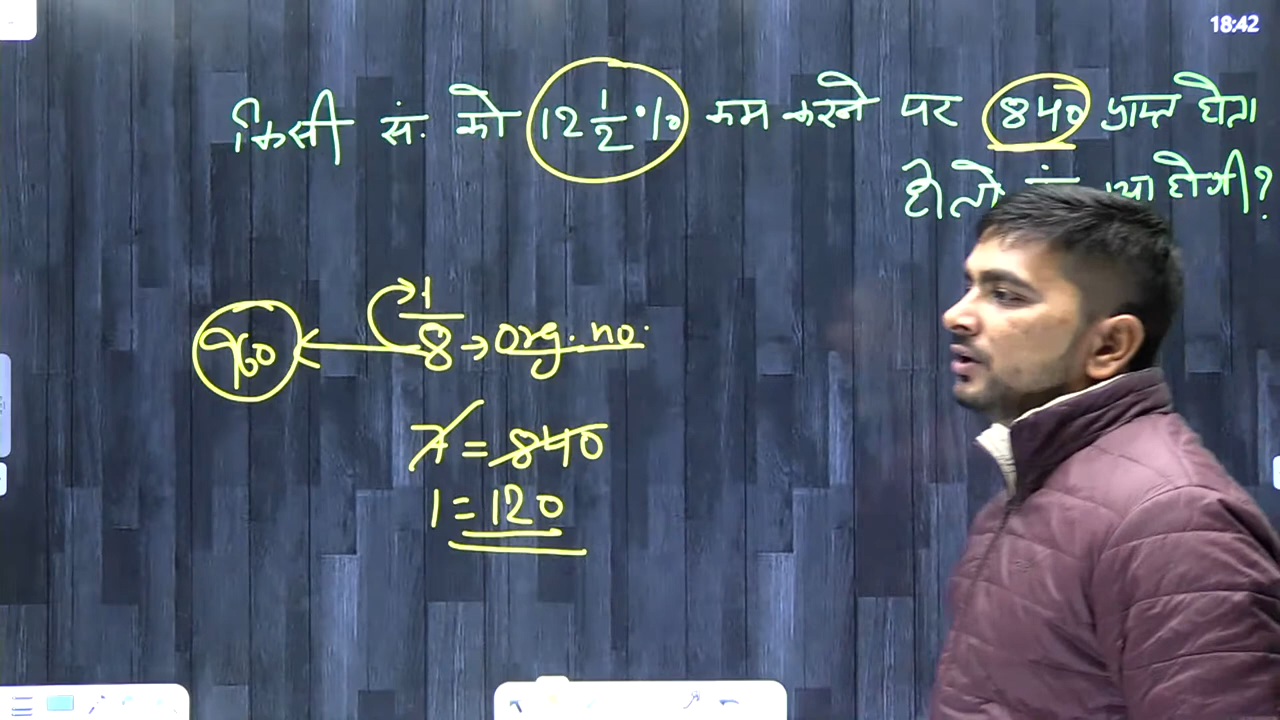 18:42
किसी सं. को 12 1/2 % कम करने पर 840 प्राप्त होता
हो तो सं. क्या होगी?
960 ← 1/8 → org. no.
7 = 840
1 = 120